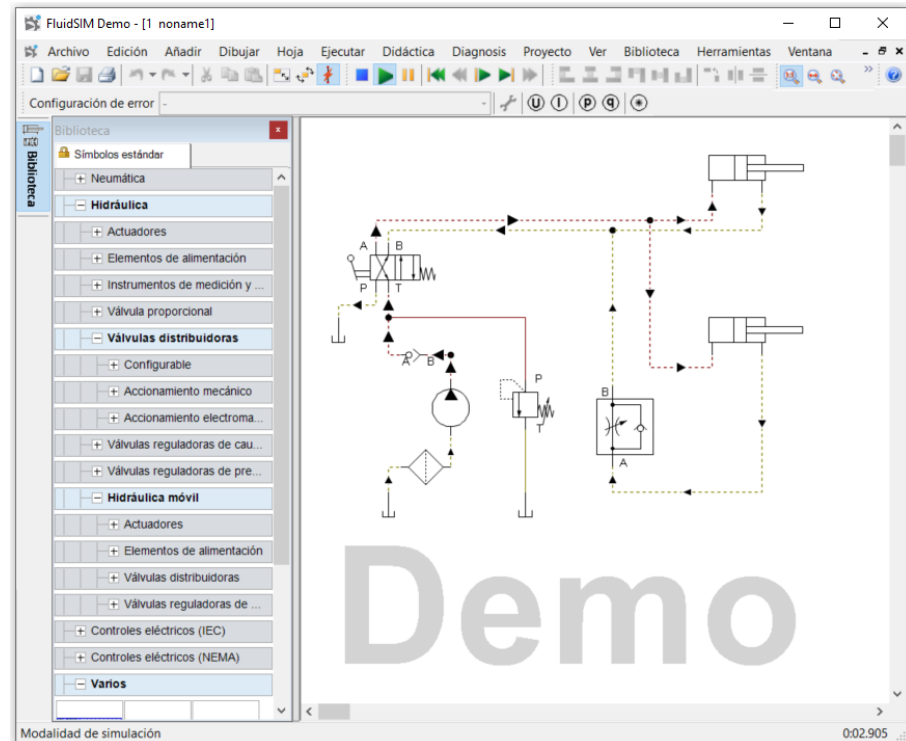 FluidSIM Demo - [1 noname1]
Archivo Edición Añadir Dibujar Hoja Ejecutar Didáctica Diagnosis Proyecto Ver Biblioteca Herramientas Ventana
Configuración de error -
U I p q
Biblioteca
Biblioteca
Símbolos estándar
Neumática
Hidráulica
Actuadores
Elementos de alimentación
Instrumentos de medición y ...
Válvula proporcional
Válvulas distribuidoras
Configurable
Accionamiento mecánico
Accionamiento electroma...
Válvulas reguladoras de cau...
Válvulas reguladoras de pre...
Hidráulica móvil
Actuadores
Elementos de alimentación
Válvulas distribuidoras
Válvulas reguladoras de ...
Controles eléctricos (IEC)
Controles eléctricos (NEMA)
Varios
A B
P T
A B
P
T
B
A
Demo
Modalidad de simulación
0:02.905